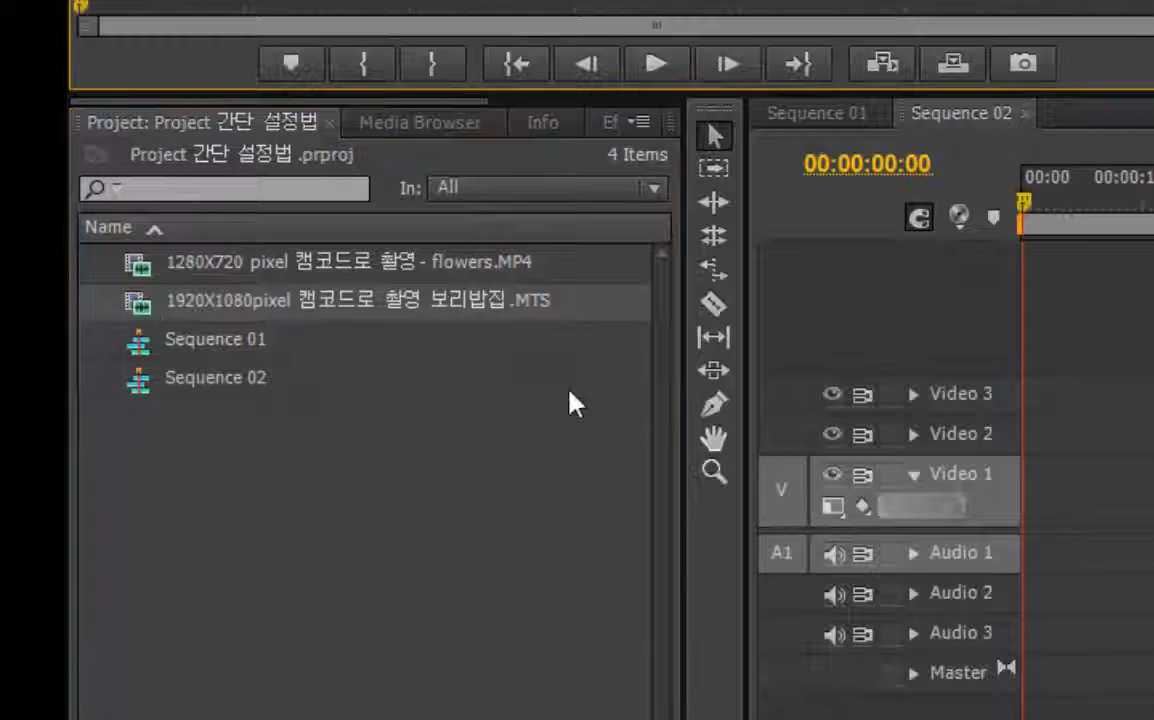 Project: Project 간단 설정법 ×
Media Browser
Info
Ef
Project 간단 설정법 .prproj
4 Items
In: All
Name
1280X720 pixel 캠코드로 촬영- flowers.MP4
1920X1080pixel 캠코드로 촬영 보리밥집.MTS
Sequence 01
Sequence 02
Sequence 01
Sequence 02 ×
00:00:00:00
00:00
00:00:1
Video 3
Video 2
V
Video 1
A1
Audio 1
Audio 2
Audio 3
Master